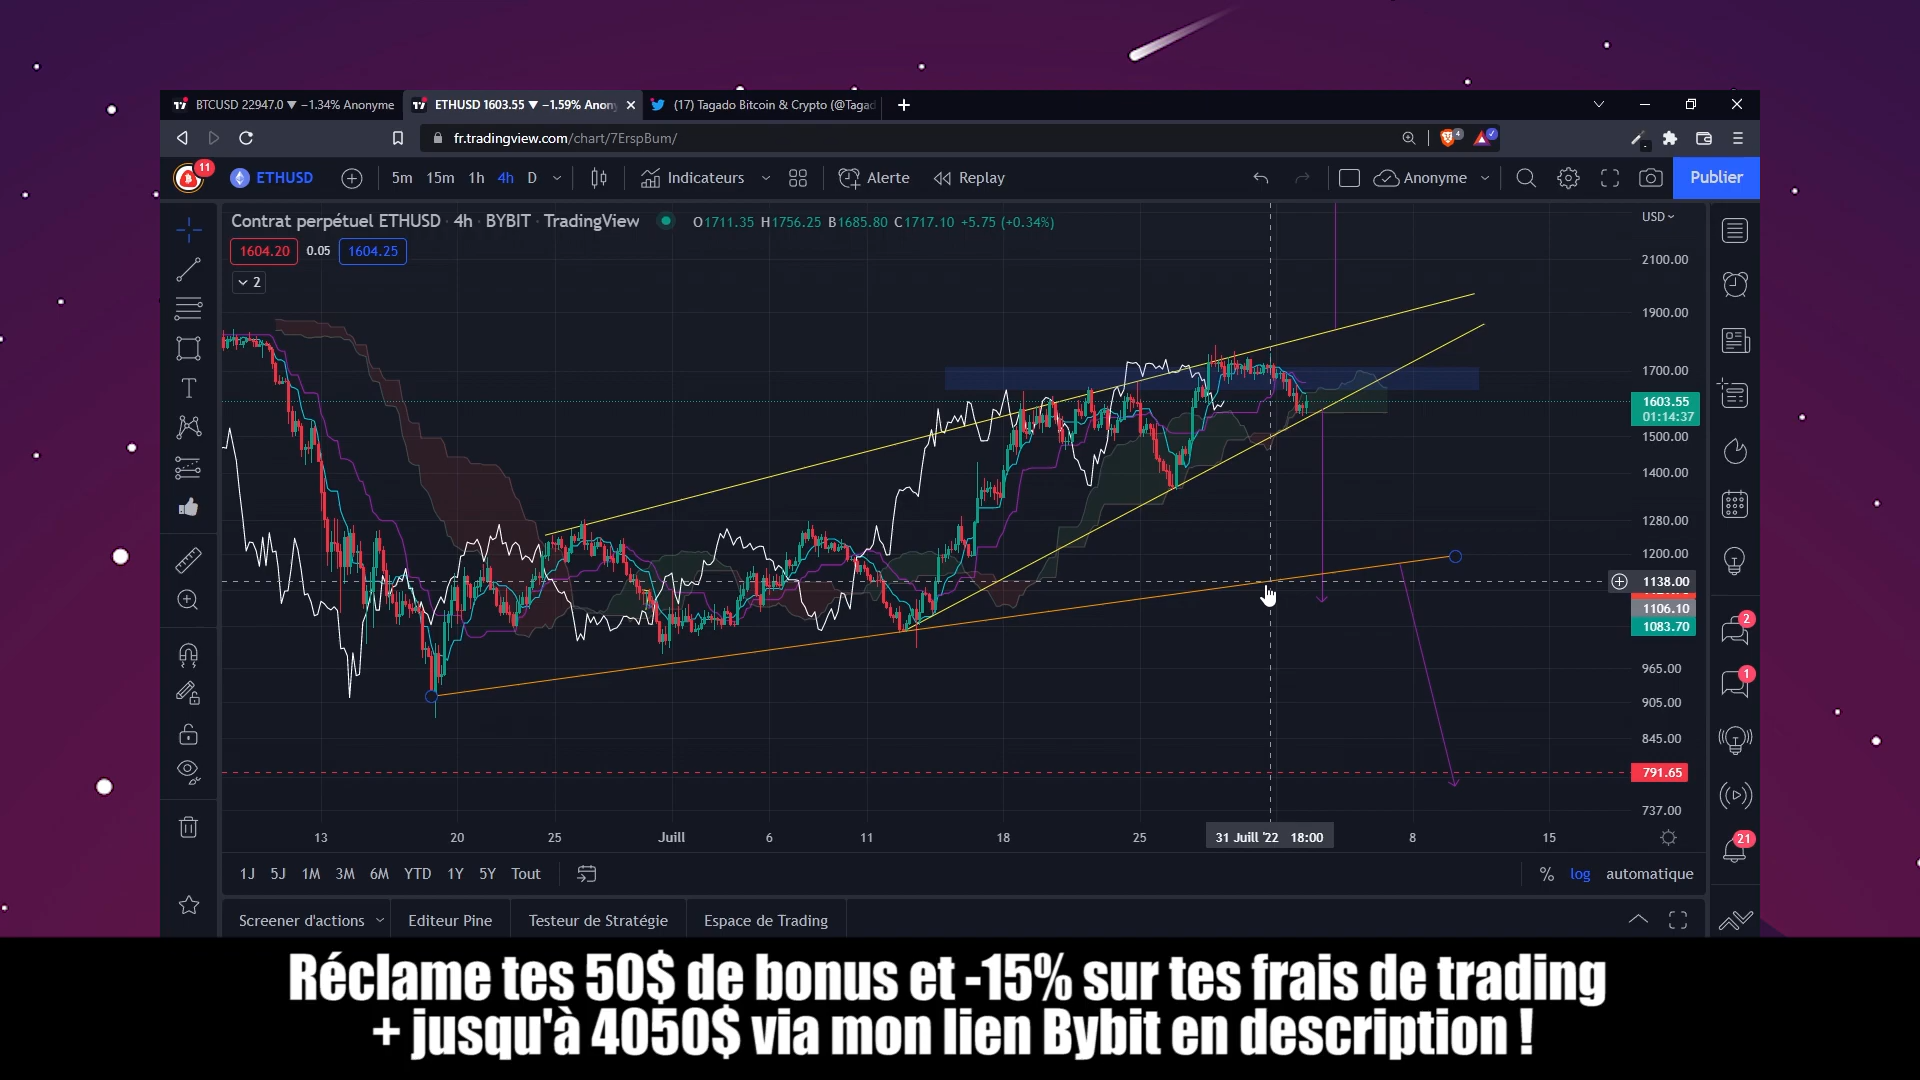 BTCUSD 22947.0 ▼ −1.34% Anonyme
ETHUSD 1603.55 ▼ −1.59% Anon
(17) Tagado Bitcoin & Crypto (@Tagad
fr.tradingview.com/chart/7ErspBum/
4
11
ETHUSD
5m 15m 1h 4h D
Indicateurs
Alerte
Replay
Anonyme
Publier
Contrat perpétuel ETHUSD · 4h · BYBIT · TradingView
O1711.35 H1756.25 B1685.80 C1717.10 +5.75 (+0.34%)
USD
1604.20 0.05 1604.25
2
2100.00
1900.00
1700.00
1603.55
01:14:37
1500.00
1400.00
1280.00
1200.00
1138.00
1106.10
1083.70
965.00
905.00
845.00
791.65
737.00
2
1
21
13 20 25 Juill 6 11 18 25 31 Juill '22 18:00 8 15
1J 5J 1M 3M 6M YTD 1Y 5Y Tout
% log automatique
Screener d'actions
Editeur Pine
Testeur de Stratégie
Espace de Trading
Réclame tes 50$ de bonus et -15% sur tes frais de trading
+ jusqu'à 4050$ via mon lien Bybit en description !